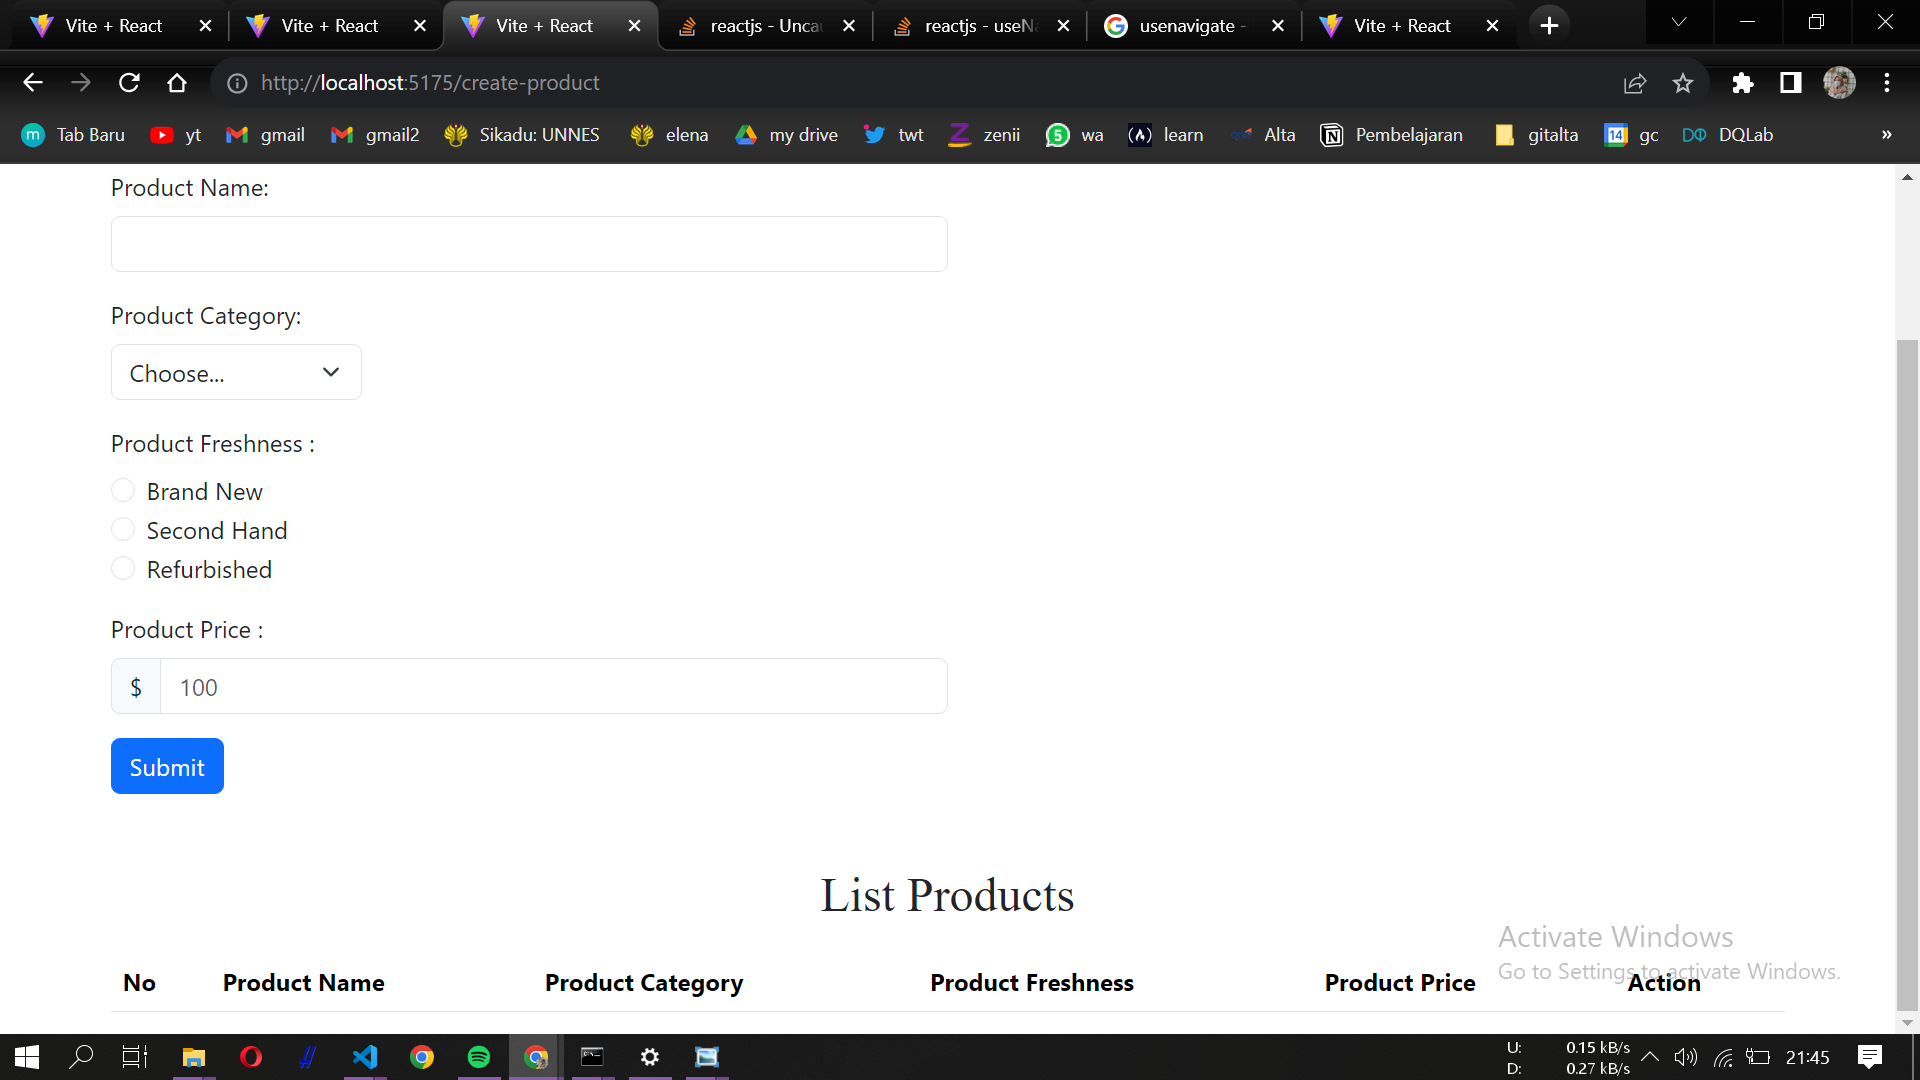 Vite + React
Vite + React
Vite + React
reactjs - Unca
reactjs - useNa
usenavigate -
Vite + React
http://localhost:5175/create-product
m Tab Baru
yt
gmail
gmail2
Sikadu: UNNES
elena
my drive
twt
zenii
5 wa
learn
Alta
Pembelajaran
gitalta
14 gc
DQLab
»
Product Name:
Product Category:
Choose...
Product Freshness :
Brand New
Second Hand
Refurbished
Product Price :
$ 100
Submit
List Products
Activate Windows
Go to Settings to activate Windows.
No Product Name Product Category Product Freshness Product Price Action
U: 0.15 kB/s
D: 0.27 kB/s
21:45